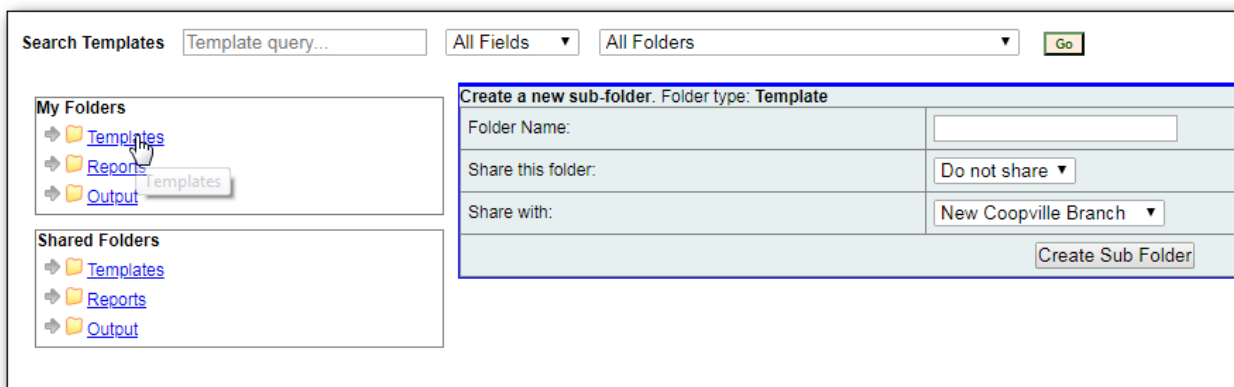 Search Templates Template query... All Fields All Folders Go
My Folders
Templates
Reports
Templates
Output
Shared Folders
Templates
Reports
Output
Create a new sub-folder. Folder type: Template
Folder Name:
Share this folder: Do not share
Share with: New Coopville Branch
Create Sub Folder